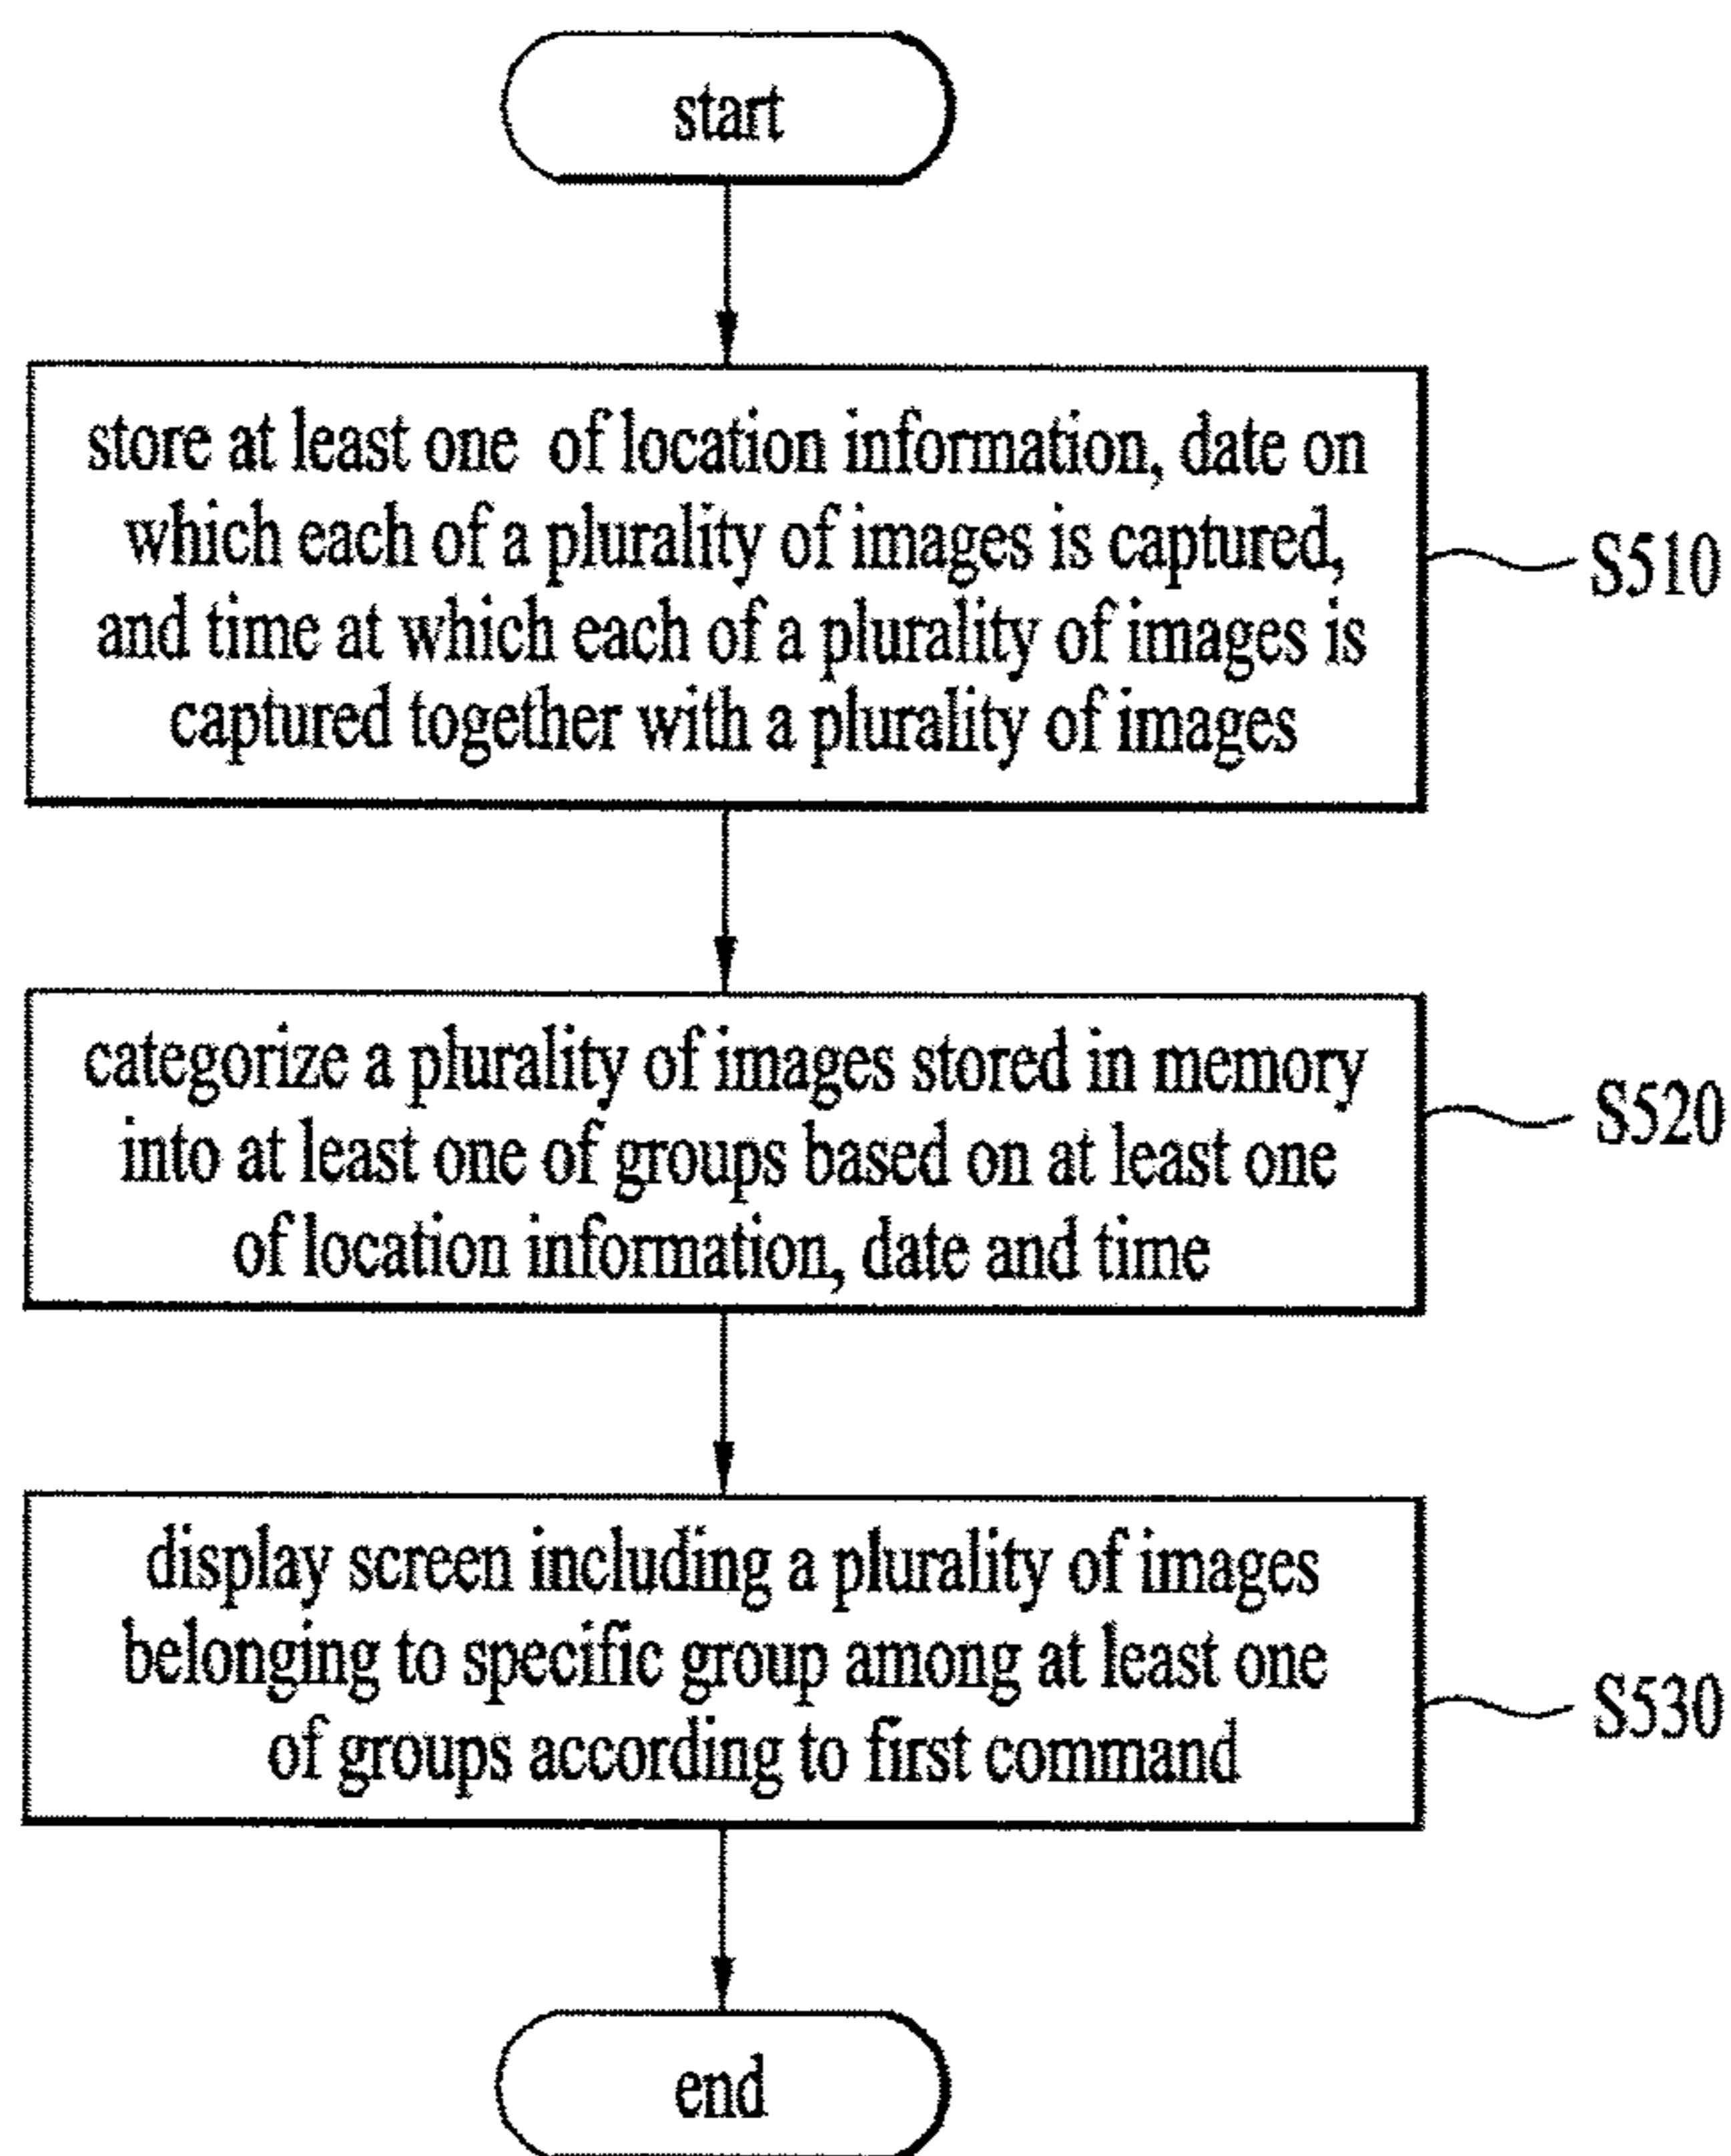 start
store at least one of location information, date on
which each of a plurality of images is captured,
and time at which each of a plurality of images is
captured together with a plurality of images
S510
categorize a plurality of images stored in memory
into at least one of groups based on at least one
of location information, date and time
S520
display screen including a plurality of images
belonging to specific group among at least one
of groups according to first command
S530
end